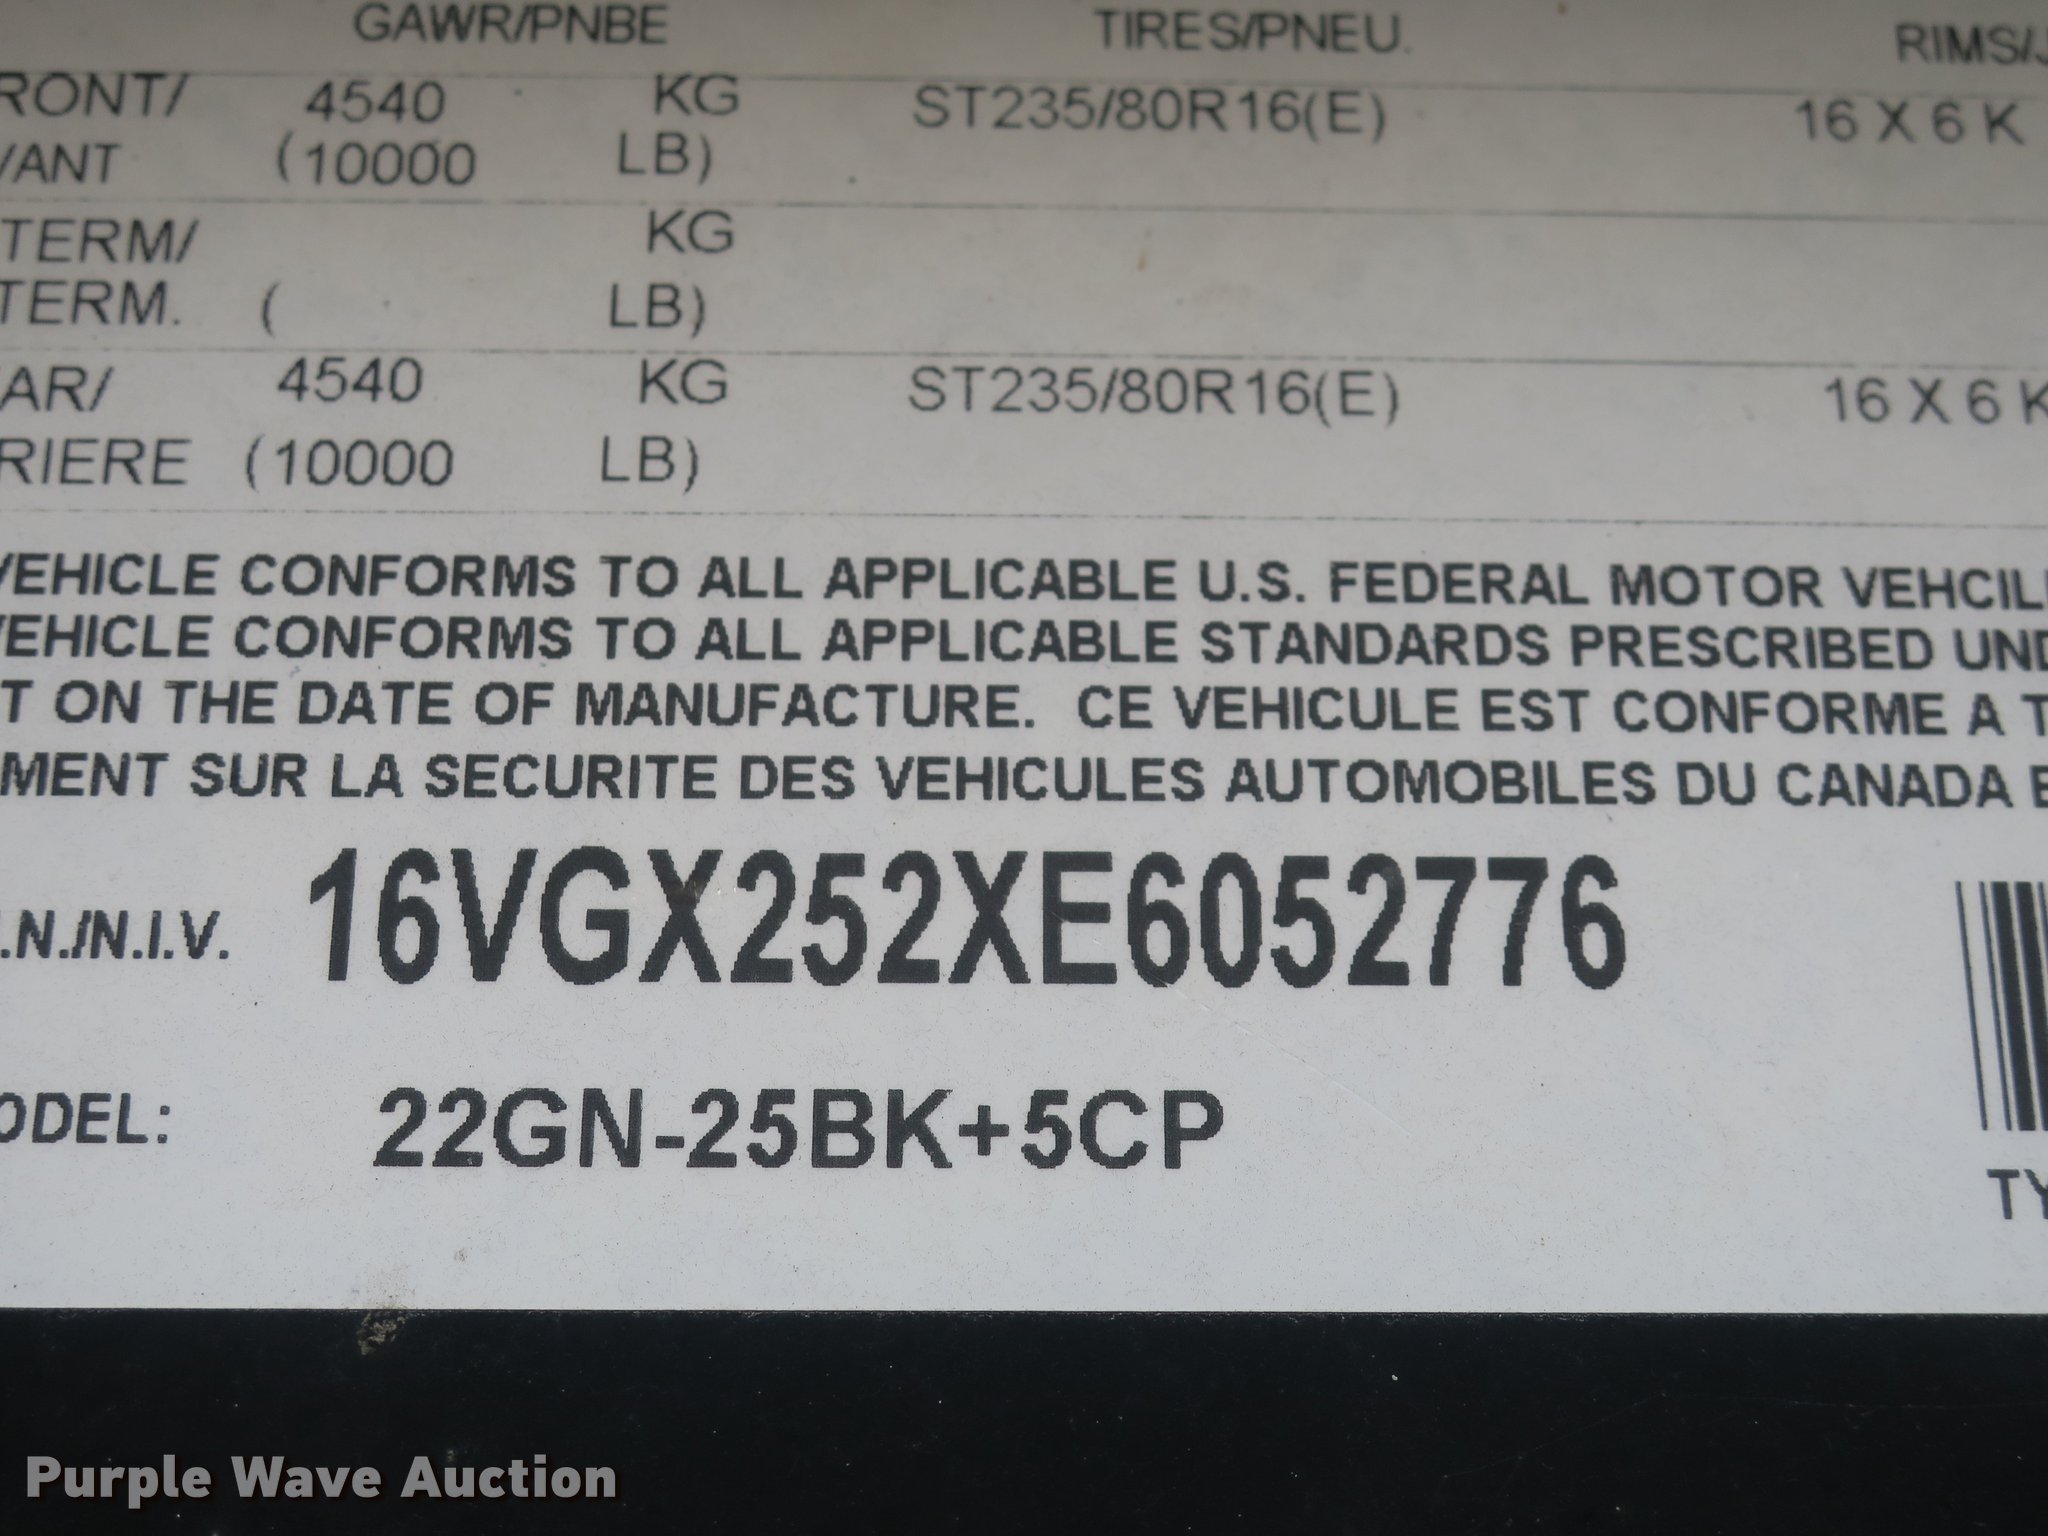 GAWR/PNBE TIRES/PNEU. RIMS/J
RONT/ 4540 KG ST235/80R16(E) 16 X 6 K
/ANT (10000 LB)
TERM/ KG
TERM. ( LB)
AR/ 4540 KG ST235/80R16(E) 16 X 6 K
RIERE (10000 LB)
VEHICLE CONFORMS TO ALL APPLICABLE U.S. FEDERAL MOTOR VEHCIL
VEHICLE CONFORMS TO ALL APPLICABLE STANDARDS PRESCRIBED UND
T ON THE DATE OF MANUFACTURE. CE VEHICULE EST CONFORME A T
MENT SUR LA SECURITE DES VEHICULES AUTOMOBILES DU CANADA E
.N./N.I.V. 16VGX252XE6052776
ODEL: 22GN-25BK+5CP
TY
Purple Wave Auction